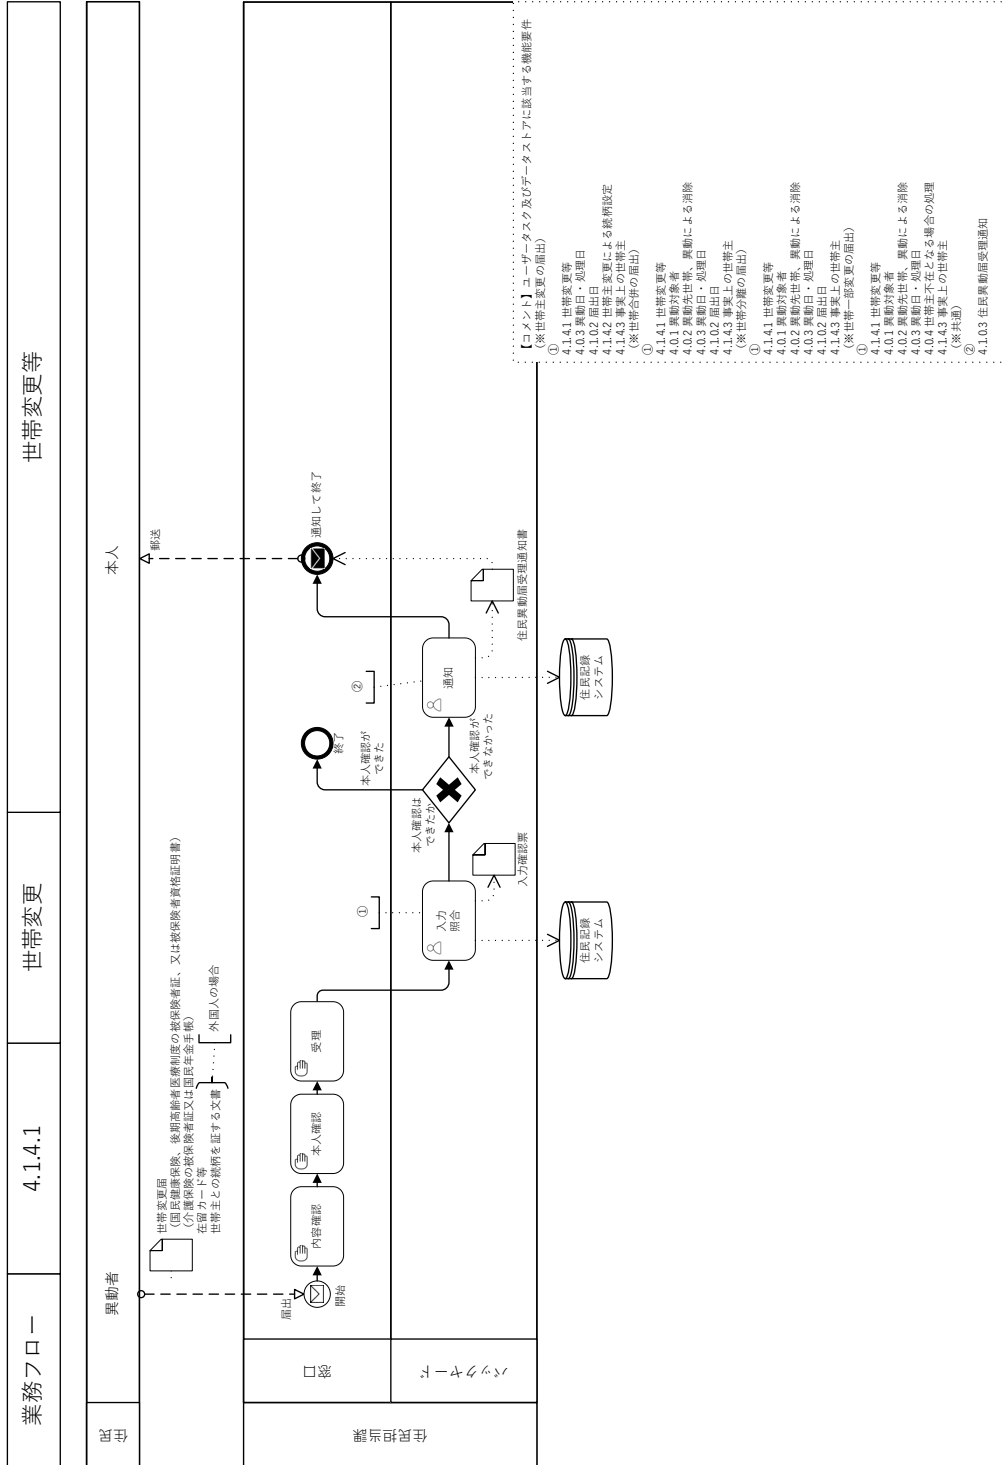 業務フロー
4.1.4.1
世帯変更
世帯変更等
住民
異動者
本人
世帯変更届
（国民健康保険、後期高齢者医療制度の被保険者証、又は被保険者資格証明書）
（介護保険の被保険者証又は国民年金手帳）
在留カード等
世帯主との続柄を証する文書
外国人の場合
郵送
住民担当課
窓口
届出
開始
内容確認
本人確認
受理
終了
通知して終了
本人確認が
できた
バックヤード
①
入力
照合
入力確認票
本人確認は
できたか
本人確認が
できなかった
②
通知
住民異動届受理通知書
住民記録
システム
住民記録
システム
【コメント】ユーザータスク及びデータストアに該当する機能要件
（※世帯主変更の届出）
①
4.1.4.1 世帯変更等
4.0.3 異動日・処理日
4.1.0.2 届出日
4.1.4.2 世帯主変更による続柄設定
4.1.4.3 事実上の世帯主
（※世帯合併の届出）
①
4.1.4.1 世帯変更等
4.0.1 異動対象者
4.0.2 異動先世帯、異動による消除
4.0.3 異動日・処理日
4.1.0.2 届出日
4.1.4.3 事実上の世帯主
（※世帯分離の届出）
①
4.1.4.1 世帯変更等
4.0.1 異動対象者
4.0.2 異動先世帯、異動による消除
4.0.3 異動日・処理日
4.1.0.2 届出日
4.1.4.3 事実上の世帯主
（※世帯一部変更の届出）
①
4.1.4.1 世帯変更等
4.0.1 異動対象者
4.0.2 異動先世帯、異動による消除
4.0.3 異動日・処理日
4.0.4 世帯主不在となる場合の処理
4.1.4.3 事実上の世帯主
（※共通）
②
4.1.0.3 住民異動届受理通知